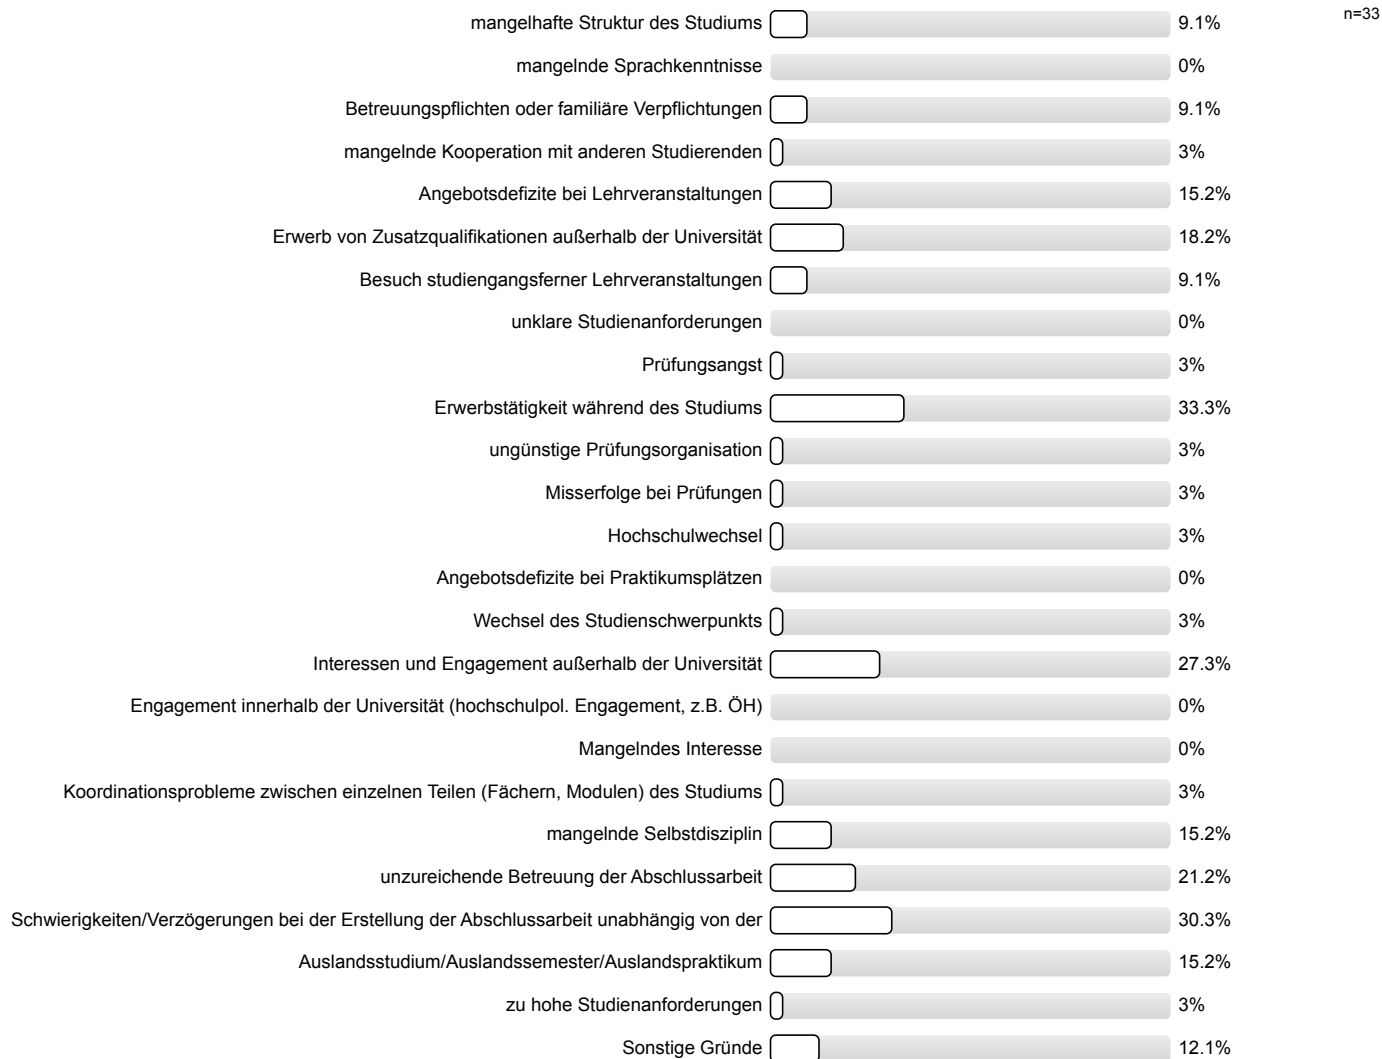 mangelhafte Struktur des Studiums 9.1% n=33
mangelnde Sprachkenntnisse 0%
Betreuungspflichten oder familiäre Verpflichtungen 9.1%
mangelnde Kooperation mit anderen Studierenden 3%
Angebotsdefizite bei Lehrveranstaltungen 15.2%
Erwerb von Zusatzqualifikationen außerhalb der Universität 18.2%
Besuch studiengangsferner Lehrveranstaltungen 9.1%
unklare Studienanforderungen 0%
Prüfungsangst 3%
Erwerbstätigkeit während des Studiums 33.3%
ungünstige Prüfungsorganisation 3%
Misserfolge bei Prüfungen 3%
Hochschulwechsel 3%
Angebotsdefizite bei Praktikumsplätzen 0%
Wechsel des Studienschwerpunkts 3%
Interessen und Engagement außerhalb der Universität 27.3%
Engagement innerhalb der Universität (hochschulpol. Engagement, z.B. ÖH) 0%
Mangelndes Interesse 0%
Koordinationsprobleme zwischen einzelnen Teilen (Fächern, Modulen) des Studiums 3%
mangelnde Selbstdisziplin 15.2%
unzureichende Betreuung der Abschlussarbeit 21.2%
Schwierigkeiten/Verzögerungen bei der Erstellung der Abschlussarbeit unabhängig von der 30.3%
Auslandsstudium/Auslandssemester/Auslandspraktikum 15.2%
zu hohe Studienanforderungen 3%
Sonstige Gründe 12.1%